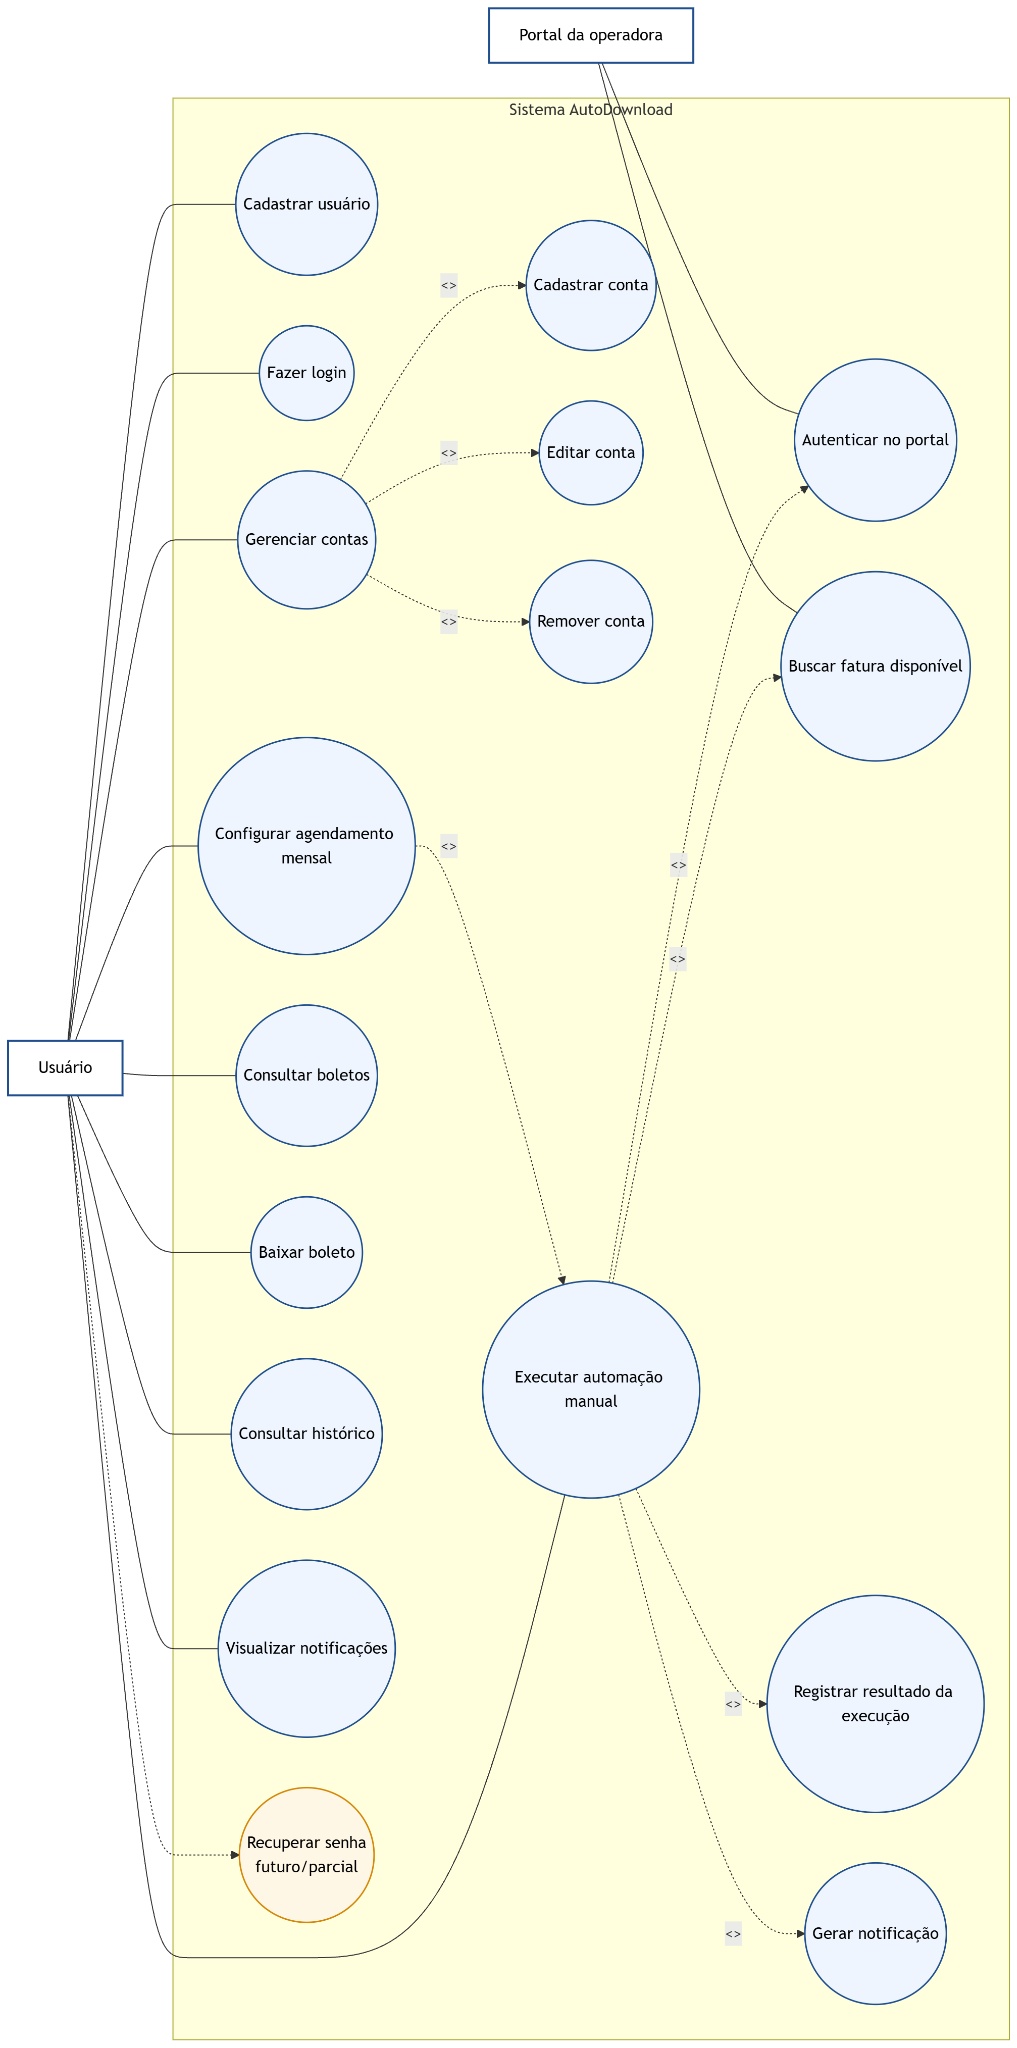 Portal da operadora
Sistema AutoDownload
Cadastrar usuário
<>
Cadastrar conta
Fazer login
Autenticar no portal
<>
Editar conta
Gerenciar contas
<>
Remover conta
Buscar fatura disponível
Configurar agendamento
mensal
<>
<>
<>
Usuário
Consultar boletos
Baixar boleto
Executar automação
manual
Consultar histórico
Visualizar notificações
Registrar resultado da
execução
<>
Recuperar senha
futuro/parcial
<>
Gerar notificação